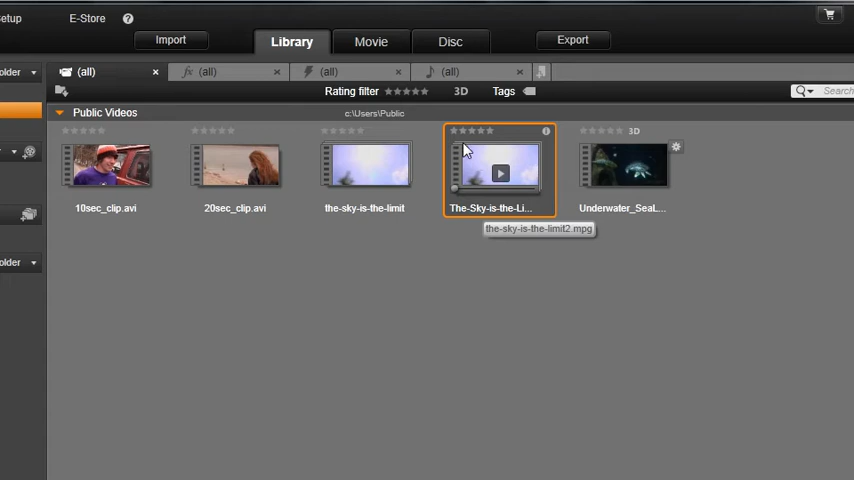 etup E-Store ?
Import Library Movie Disc Export
older (all) x fx (all) x (all) x (all) x
Rating filter 3D Tags Search
Public Videos c:\Users\Public
3D
10sec_clip.avi 20sec_clip.avi the-sky-is-the-limit The-Sky-is-the-Li... Underwater_SeaL...
the-sky-is-the-limit2.mpg
older